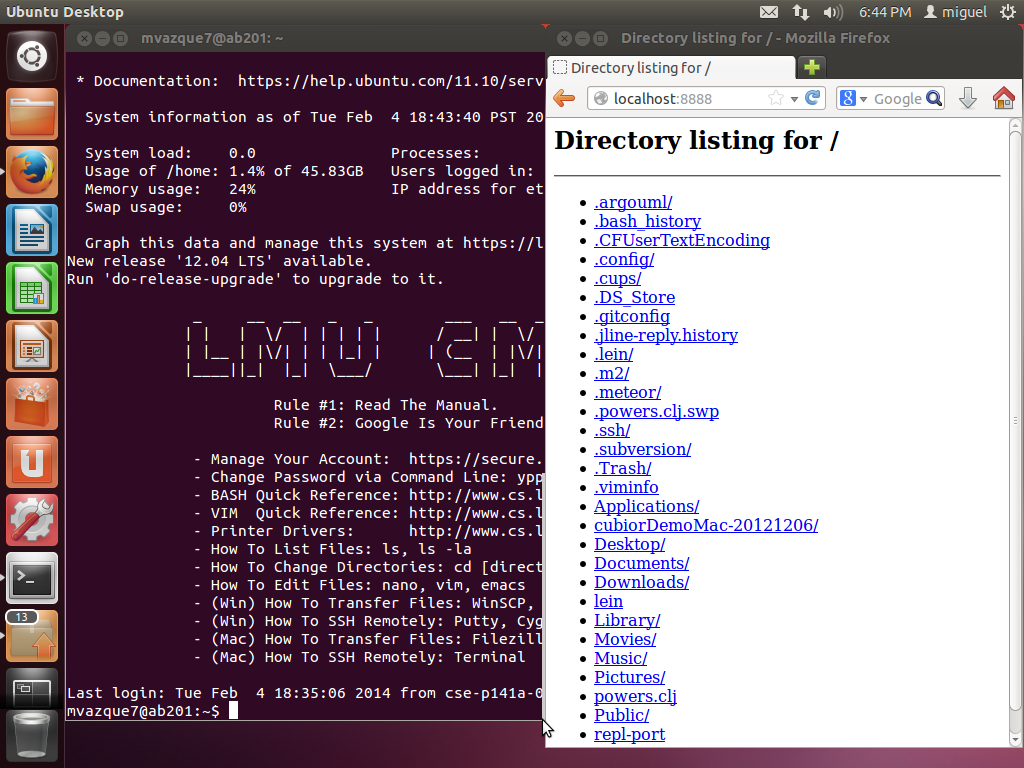 Ubuntu Desktop
6:44 PM
miguel
mvazque7@ab201: ~
* Documentation: https://help.ubuntu.com/11.10/serv
System information as of Tue Feb 4 18:43:40 PST 20
System load: 0.0 Processes:
Usage of /home: 1.4% of 45.83GB Users logged in:
Memory usage: 24% IP address for et
Swap usage: 0%
Graph this data and manage this system at https://l
New release '12.04 LTS' available.
Run 'do-release-upgrade' to upgrade to it.
LMU CM
Rule #1: Read The Manual.
Rule #2: Google Is Your Friend
- Manage Your Account: https://secure.
- Change Password via Command Line: ypp
- BASH Quick Reference: http://www.cs.l
- VIM Quick Reference: http://www.cs.l
- Printer Drivers: http://www.cs.l
- How To List Files: ls, ls -la
- How To Change Directories: cd [direct
- How To Edit Files: nano, vim, emacs
- (Win) How To Transfer Files: WinSCP,
- (Win) How To SSH Remotely: Putty, Cyg
- (Mac) How To Transfer Files: Filezill
- (Mac) How To SSH Remotely: Terminal
Last login: Tue Feb 4 18:35:06 2014 from cse-p141a-0
mvazque7@ab201:~$
13
Directory listing for / - Mozilla Firefox
Directory listing for /
localhost:8888
Google
Directory listing for /
.argouml/
.bash_history
.CFUserTextEncoding
.config/
.cups/
.DS_Store
.gitconfig
.jline-reply.history
.lein/
.m2/
.meteor/
.powers.clj.swp
.ssh/
.subversion/
.Trash/
.viminfo
Applications/
cubiorDemoMac-20121206/
Desktop/
Documents/
Downloads/
lein
Library/
Movies/
Music/
Pictures/
powers.clj
Public/
repl-port